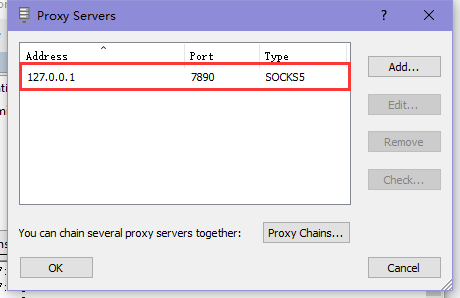 Proxy Servers
Address Port Type
127.0.0.1 7890 SOCKS5
Add...
Edit...
Remove
Check...
You can chain several proxy servers together: Proxy Chains...
OK Cancel